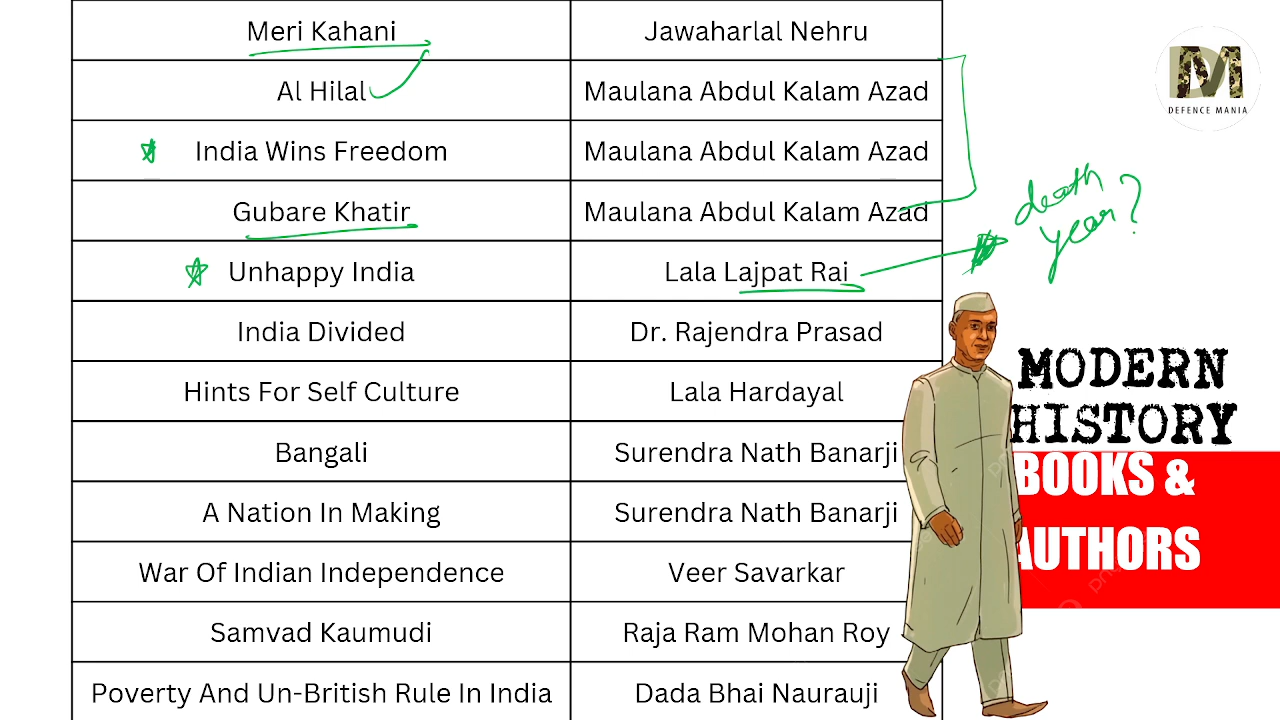 Meri Kahani Jawaharlal Nehru
Al Hilal Maulana Abdul Kalam Azad
India Wins Freedom Maulana Abdul Kalam Azad
Gubare Khatir Maulana Abdul Kalam Azad
Unhappy India Lala Lajpat Rai
India Divided Dr. Rajendra Prasad
Hints For Self Culture Lala Hardayal
Bangali Surendra Nath Banarji
A Nation In Making Surendra Nath Banarji
War Of Indian Independence Veer Savarkar
Samvad Kaumudi Raja Ram Mohan Roy
Poverty And Un-British Rule In India Dada Bhai Naurauji
DM
DEFENCE MANIA
death
year?
MODERN
HISTORY
BOOKS &
AUTHORS